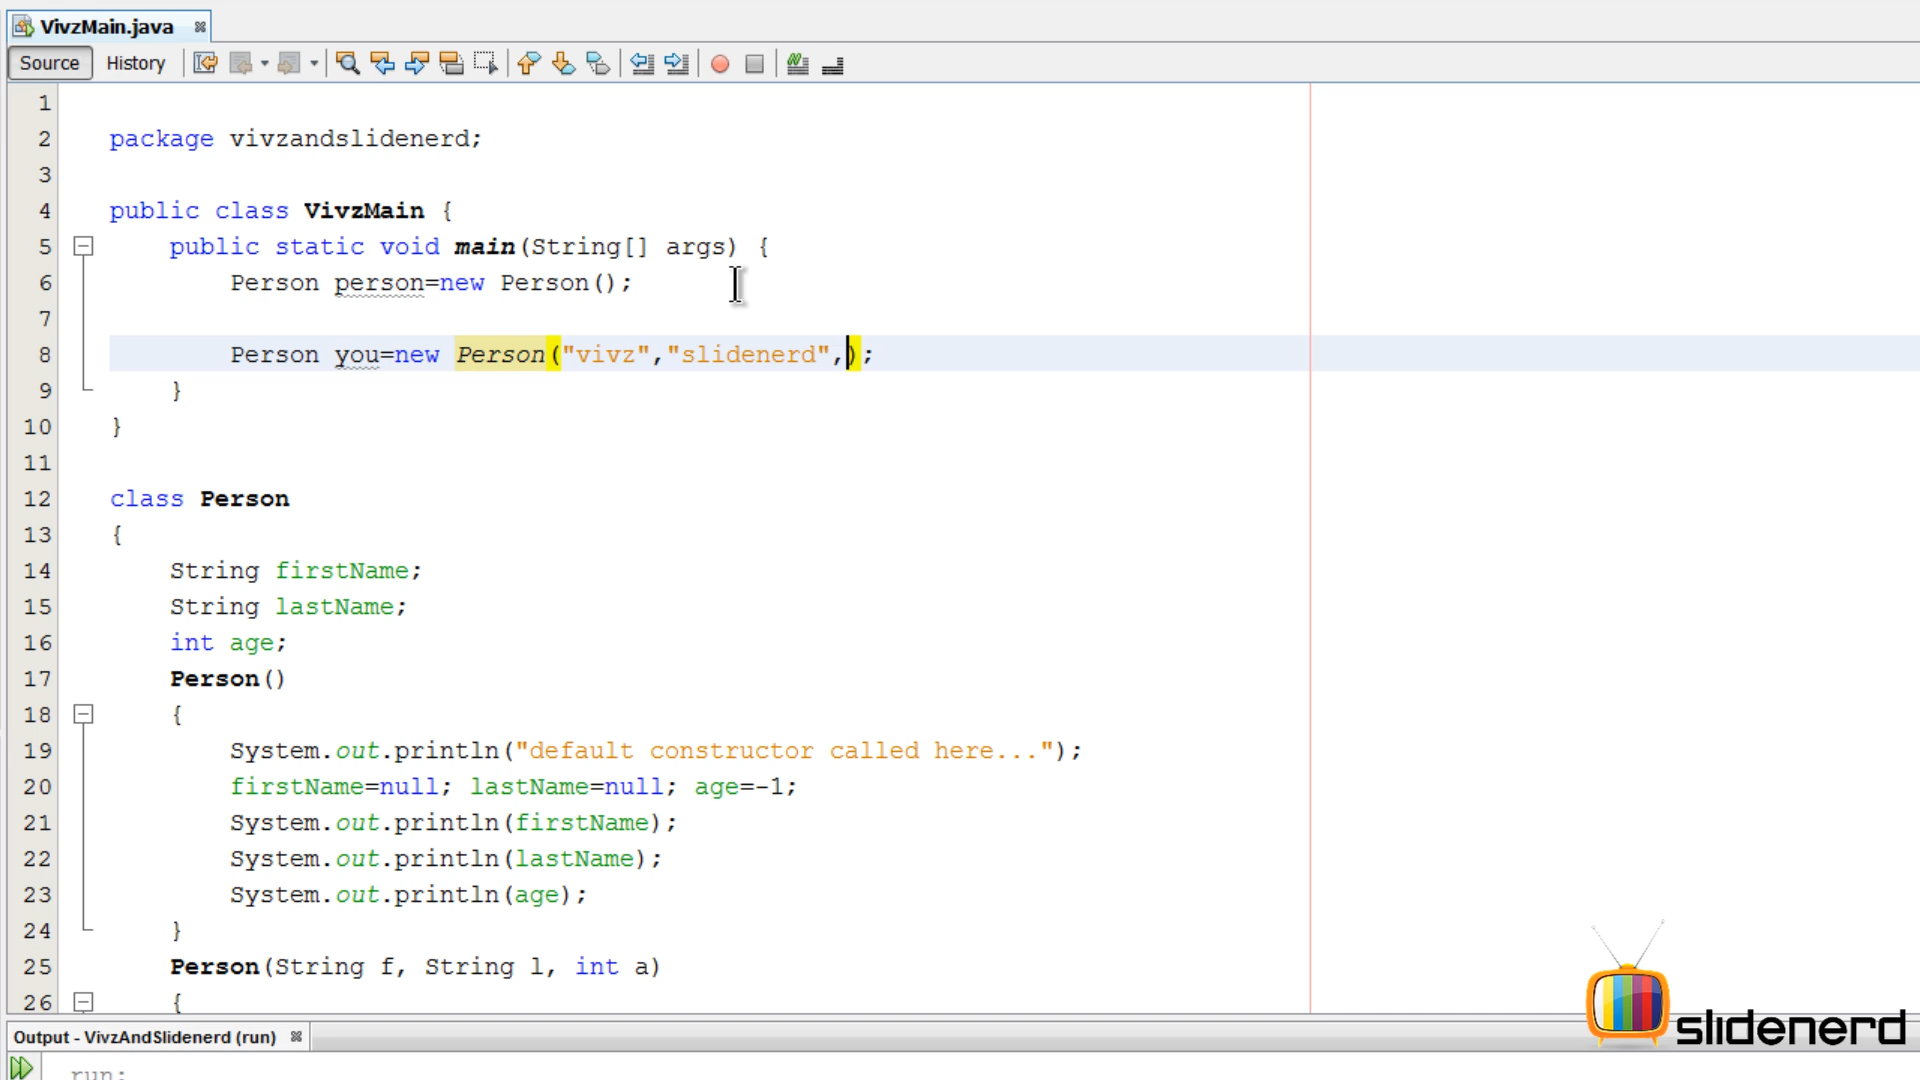 VivzMain.java
Source History
1
2 package vivzandslidenerd;
3
4 public class VivzMain {
5 public static void main(String[] args) {
6 Person person=new Person();
7
8 Person you=new Person("vivz","slidenerd",);
9 }
10 }
11
12 class Person
13 {
14 String firstName;
15 String lastName;
16 int age;
17 Person()
18 {
19 System.out.println("default constructor called here...");
20 firstName=null; lastName=null; age=-1;
21 System.out.println(firstName);
22 System.out.println(lastName);
23 System.out.println(age);
24 }
25 Person(String f, String l, int a)
26 {
slidenerd
Output - VivzAndSlidenerd (run)
run: